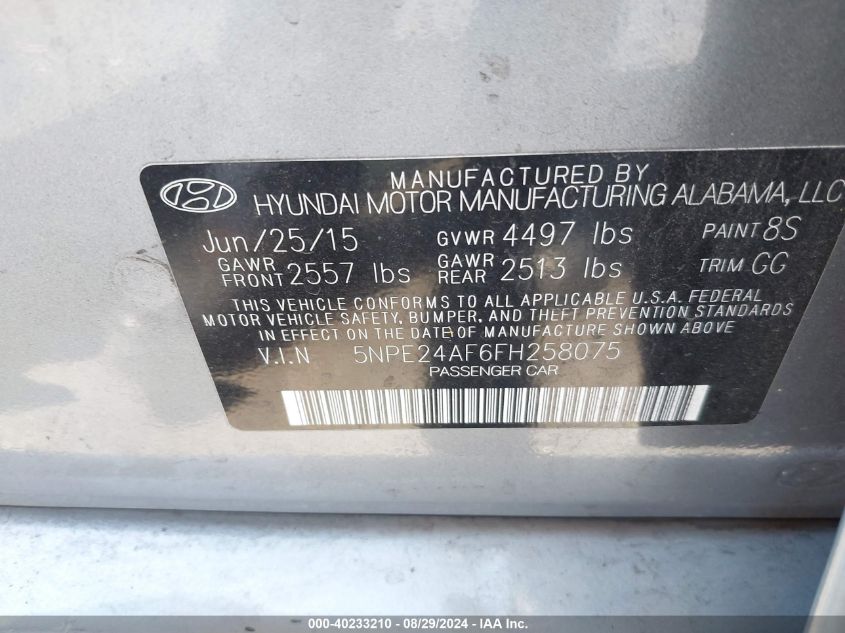 MANUFACTURED BY
HYUNDAI MOTOR MANUFACTURING ALABAMA, LLC
Jun/25/15 GVWR 4497 lbs PAINT 8S
GAWR FRONT 2557 lbs GAWR REAR 2513 lbs TRIM GG
THIS VEHICLE CONFORMS TO ALL APPLICABLE U.S.A. FEDERAL
MOTOR VEHICLE SAFETY, BUMPER, AND THEFT PREVENTION STANDARDS
IN EFFECT ON THE DATE OF MANUFACTURE SHOWN ABOVE
V.I.N 5NPE24AF6FH258075
PASSENGER CAR
000-40233210 - 08/29/2024 - IAA Inc.